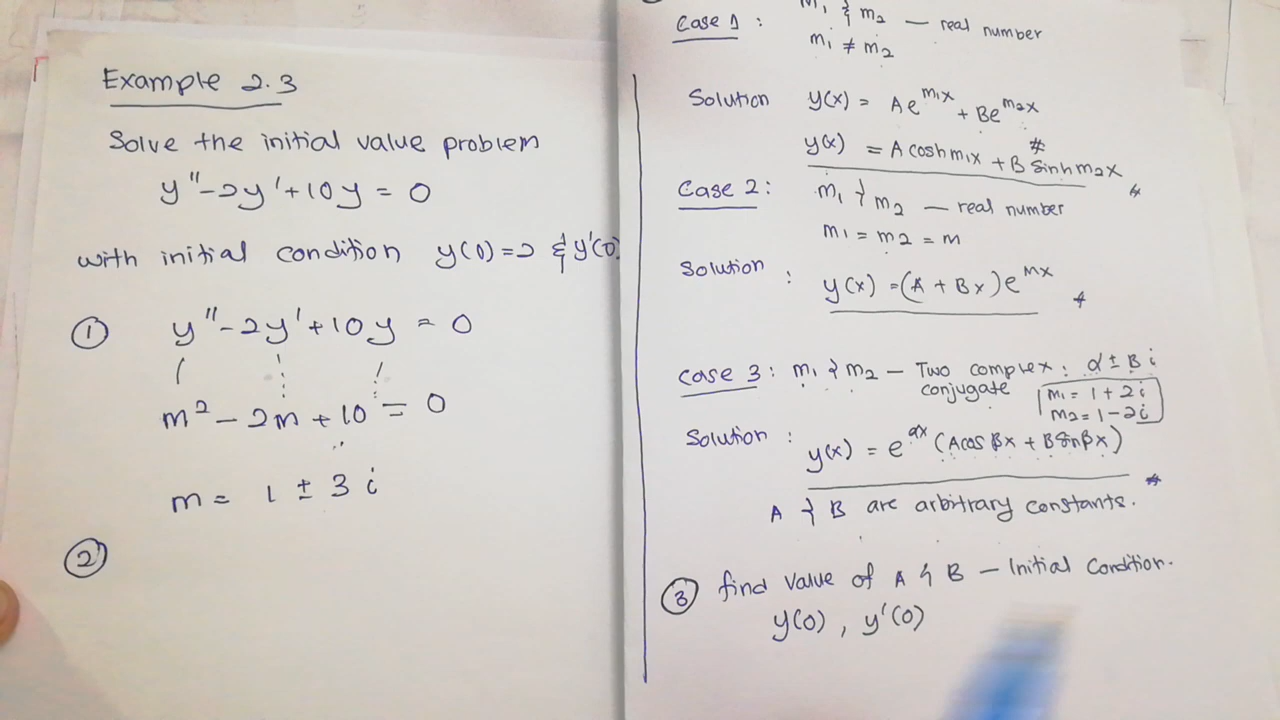 Example 2.3
Solve the initial value problem
y" - 2y' + 10y = 0
with initial condition y(0)=2 & y'(0)
① y" - 2y' + 10y = 0
m² - 2m + 10 = 0
m = 1 ± 3i
②
Case 1: m₁ & m₂ — real number
m₁ ≠ m₂
Solution y(x) = Ae^m₁x + Be^m₂x
y(x) = A cosh m₁x + B sinh m₂x
Case 2: m₁ & m₂ — real number
m₁ = m₂ = m
Solution : y(x) = (A + Bx)e^mx
Case 3: m₁ & m₂ — Two complex : α ± Bi
conjugate
m₁ = 1 + 2i
m₂ = 1 - 2i
Solution : y(x) = e^αx (Acos βx + B sin βx)
A & B are arbitrary constants.
③ find value of A & B — Initial Condition.
y(0), y'(0)